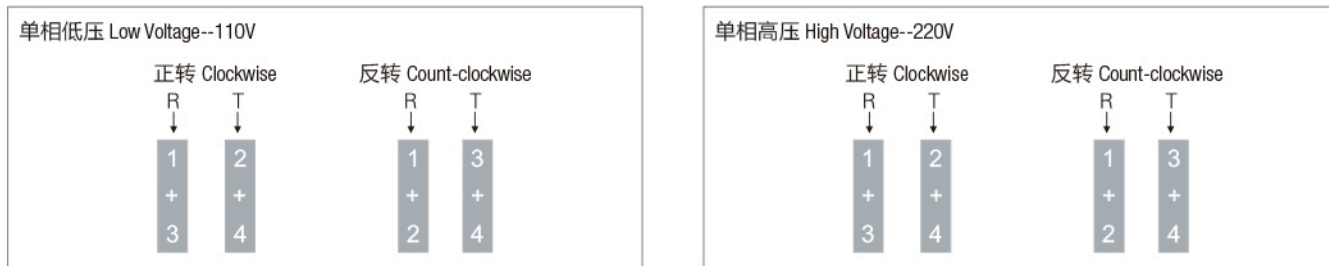 单相低压 Low Voltage--110V
正转 Clockwise
反转 Count-clockwise
R T
R T
1 2
+ +
3 4
1 3
+ +
2 4
单相高压 High Voltage--220V
正转 Clockwise
反转 Count-clockwise
R T
R T
1 2
+ +
3 4
1 3
+ +
2 4